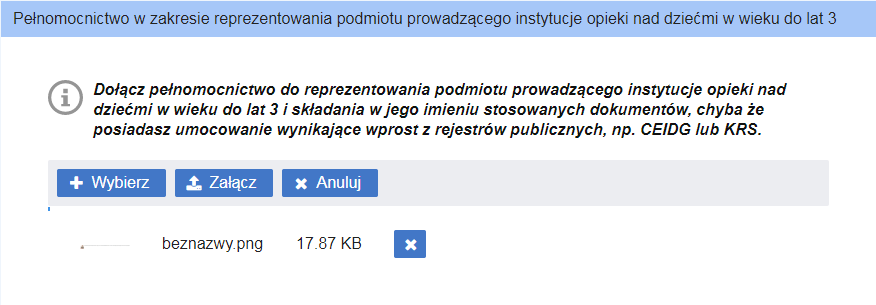 Pełnomocnictwo w zakresie reprezentowania podmiotu prowadzącego instytucje opieki nad dziećmi w wieku do lat 3
Dołącz pełnomocnictwo do reprezentowania podmiotu prowadzącego instytucje opieki nad
dziećmi w wieku do lat 3 i składania w jego imieniu stosowanych dokumentów, chyba że
posiadasz umocowanie wynikające wprost z rejestrów publicznych, np. CEIDG lub KRS.
Wybierz Załącz Anuluj
beznazwy.png 17.87 KB